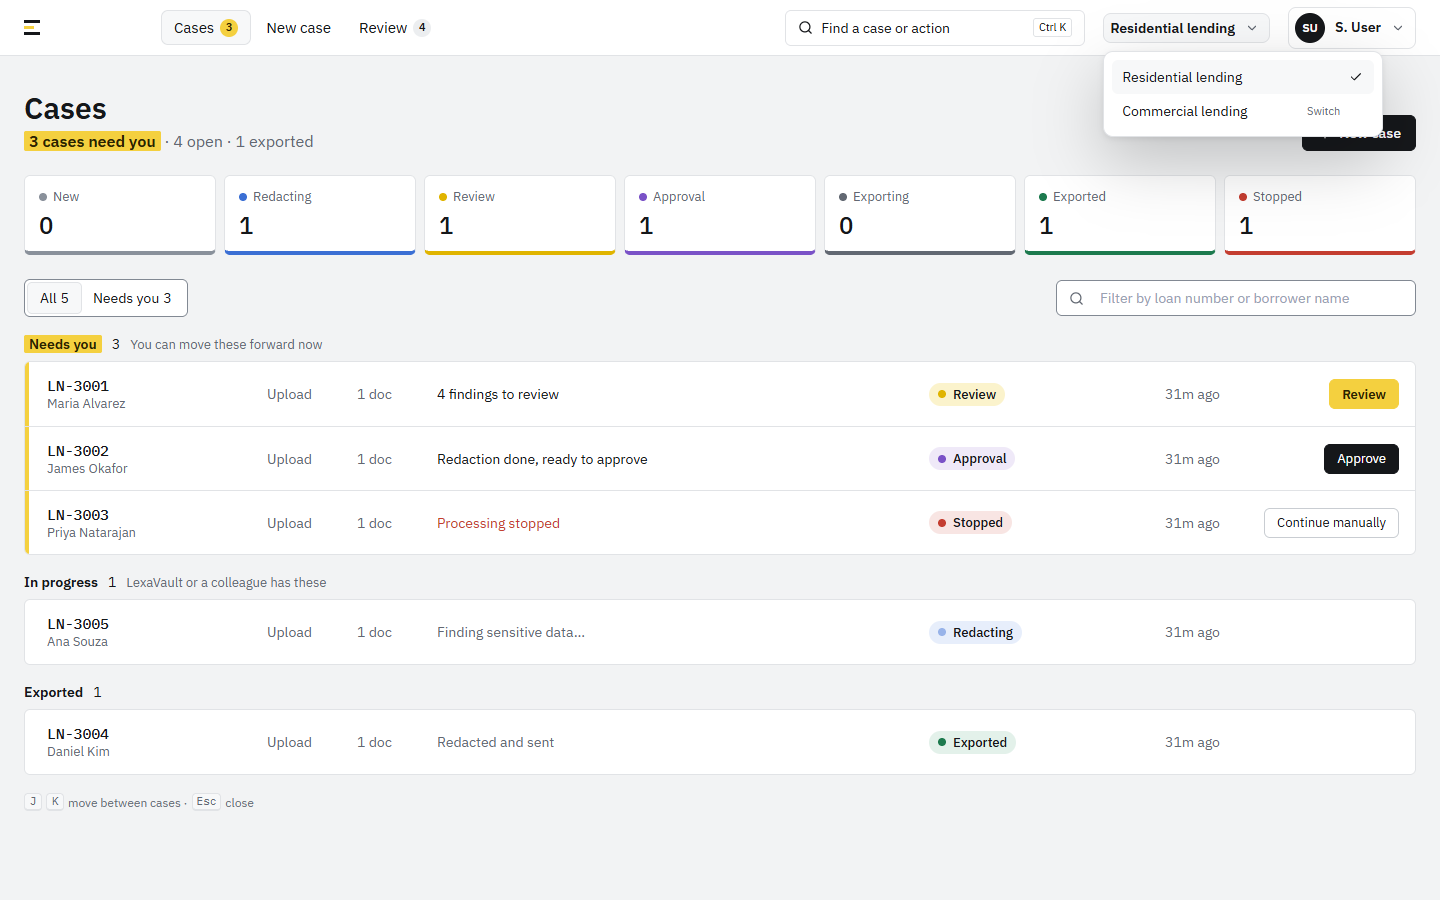 Cases 3 New case Review 4 Find a case or action Ctrl K Residential lending SU S. User
Residential lending
Commercial lending Switch
Cases
3 cases need you · 4 open · 1 exported
case
New Redacting Review Approval Exporting Exported Stopped
0 1 1 1 0 1 1
All 5 Needs you 3 Filter by loan number or borrower name
Needs you 3 You can move these forward now
LN-3001 Upload 1 doc 4 findings to review Review 31m ago Review
Maria Alvarez
LN-3002 Upload 1 doc Redaction done, ready to approve Approval 31m ago Approve
James Okafor
LN-3003 Upload 1 doc Processing stopped Stopped 31m ago Continue manually
Priya Natarajan
In progress 1 LexaVault or a colleague has these
LN-3005 Upload 1 doc Finding sensitive data… Redacting 31m ago
Ana Souza
Exported 1
LN-3004 Upload 1 doc Redacted and sent Exported 31m ago
Daniel Kim
J K move between cases · Esc close